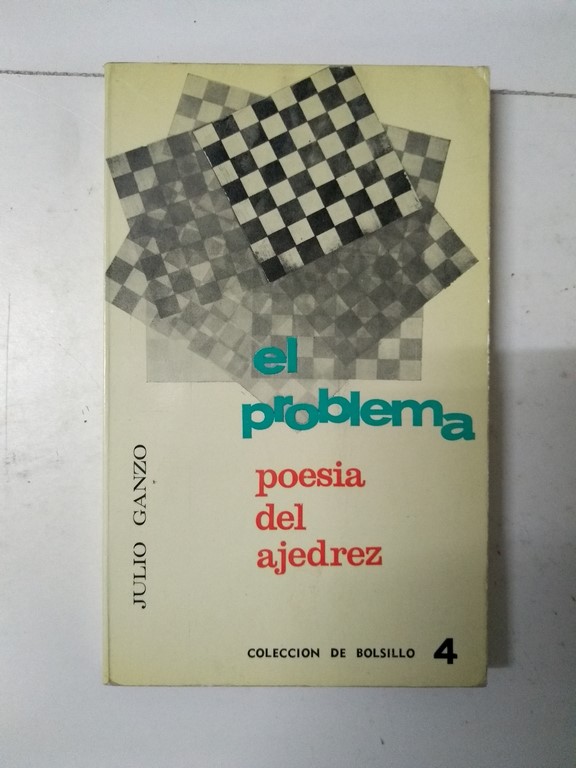 el
problema
poesia
del
ajedrez
JULIO GANZO
COLECCION DE BOLSILLO 4